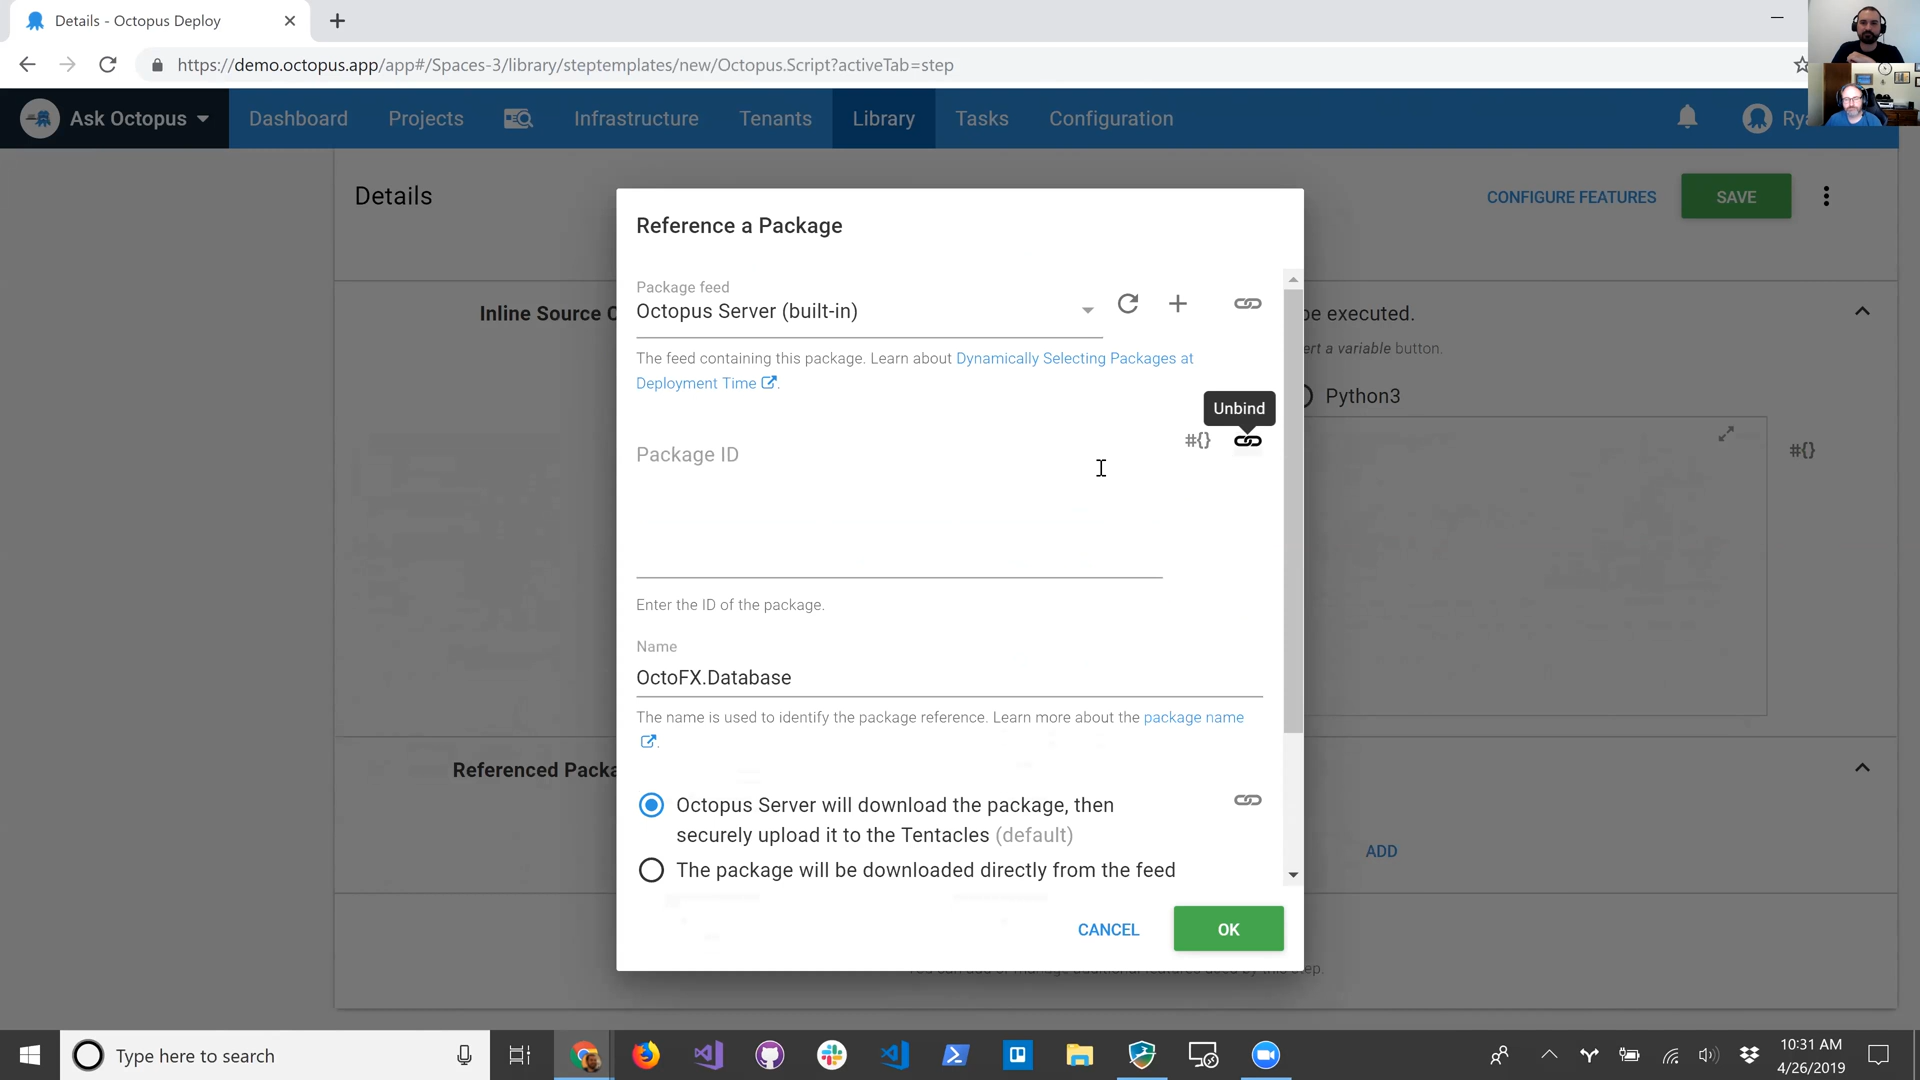 Details - Octopus Deploy
https://demo.octopus.app/app#/Spaces-3/library/steptemplates/new/Octopus.Script?activeTab=step
Ask Octopus
Dashboard
Projects
Infrastructure
Tenants
Library
Tasks
Configuration
Details
CONFIGURE FEATURES
SAVE
Reference a Package
Package feed
Octopus Server (built-in)
The feed containing this package. Learn about Dynamically Selecting Packages at
Deployment Time .
Inline Source
be executed.
button.
Python3
Unbind
#{}
#{}
Package ID
Enter the ID of the package.
Name
OctoFX.Database
The name is used to identify the package reference. Learn more about the package name
.
Referenced
Octopus Server will download the package, then
securely upload it to the Tentacles (default)
The package will be downloaded directly from the feed
ADD
CANCEL
OK
Type here to search
10:31 AM
4/26/2019